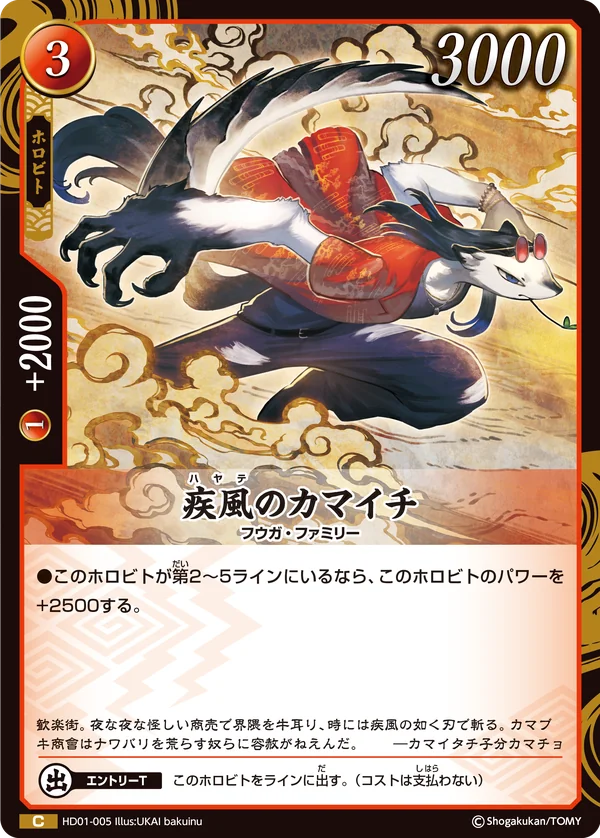 3
3000
ホロビト
+2000
1
ハヤテ
疾風のカマイチ
フウガ・ファミリー
●このホロビトが第2～5ラインにいるなら、このホロビトのパワーを
だい
+2500する。
歓楽街。夜な夜な怪しい商売で界隈を牛耳り、時には疾風の如く刃で斬る。カマブ
キ商會はナワバリを荒らす奴らに容赦がねえんだ。 ―カマイタチ子分カマチョ
出 エントリーT このホロビトをラインに出す。（コストは支払わない）
だ しはら
C HD01-005 Illus:UKAI bakuinu ©Shogakukan/TOMY